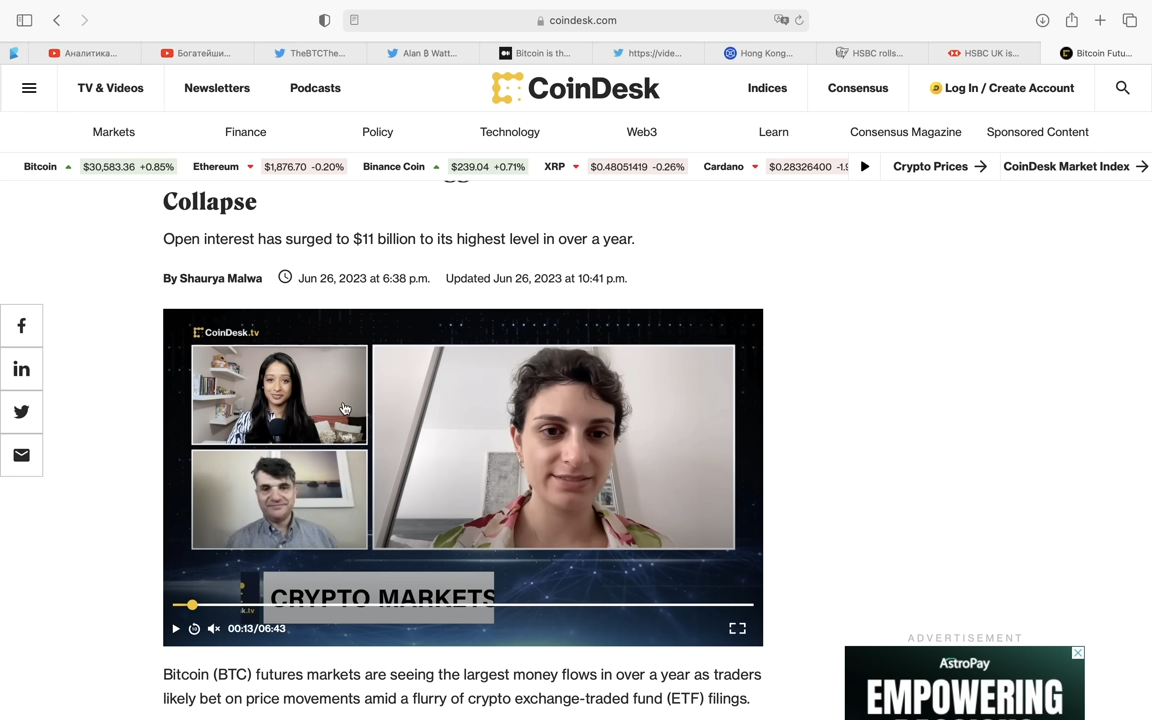 coindesk.com
Аналитика...
Богатейши...
TheBTCThe...
Alan B Watt...
Bitcoin is th...
https://vide...
Hong Kong...
HSBC rolls...
HSBC UK is...
Bitcoin Futu...
TV & Videos
Newsletters
Podcasts
CoinDesk
Indices
Consensus
Log In / Create Account
Markets
Finance
Policy
Technology
Web3
Learn
Consensus Magazine
Sponsored Content
Bitcoin $30,583.36 +0.85%
Ethereum $1,876.70 -0.20%
Binance Coin $239.04 +0.71%
XRP $0.48051419 -0.26%
Cardano $0.28326400 -1.9
Crypto Prices
CoinDesk Market Index
Collapse
Open interest has surged to $11 billion to its highest level in over a year.
By Shaurya Malwa Jun 26, 2023 at 6:38 p.m. Updated Jun 26, 2023 at 10:41 p.m.
CoinDesk.tv
CRYPTO MARKETS
k.tv
00:13/06:43
Bitcoin (BTC) futures markets are seeing the largest money flows in over a year as traders
likely bet on price movements amid a flurry of crypto exchange-traded fund (ETF) filings.
ADVERTISEMENT
AstroPay
EMPOWERING